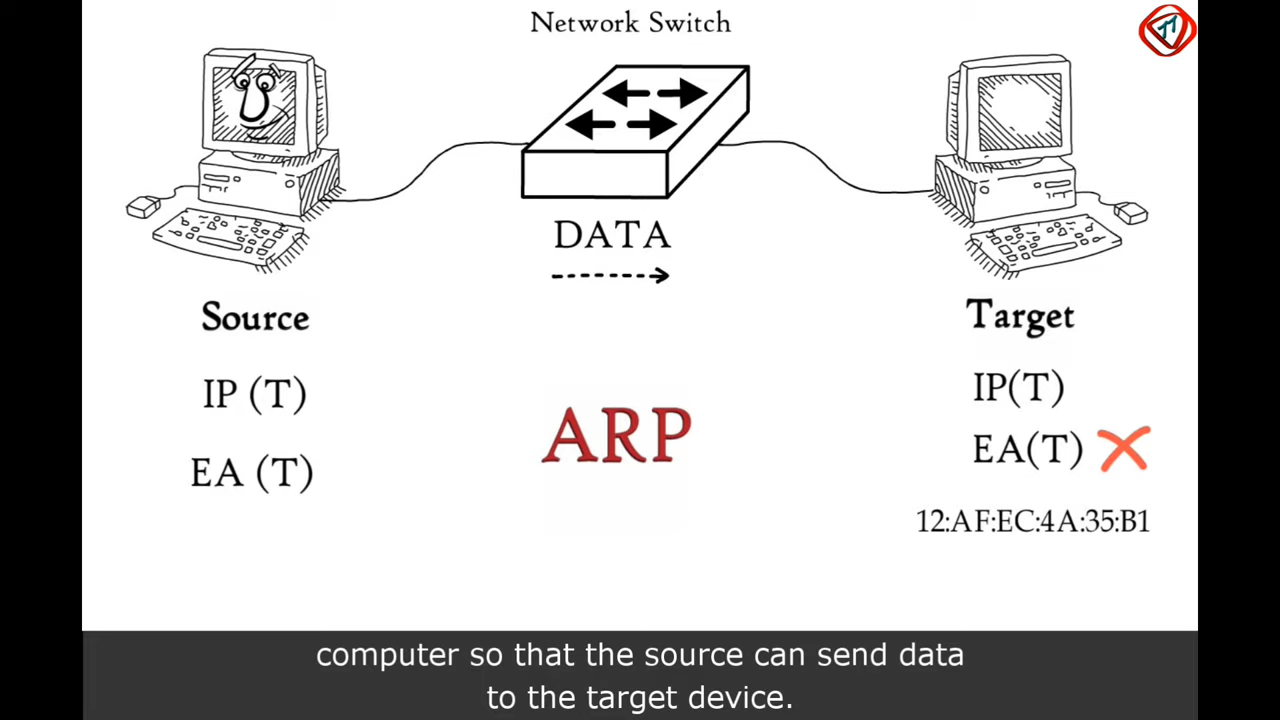 Network Switch
DATA
Source
Target
IP (T)
IP(T)
ARP
EA (T)
EA(T)
12:AF:EC:4A:35:B1
computer so that the source can send data
to the target device.